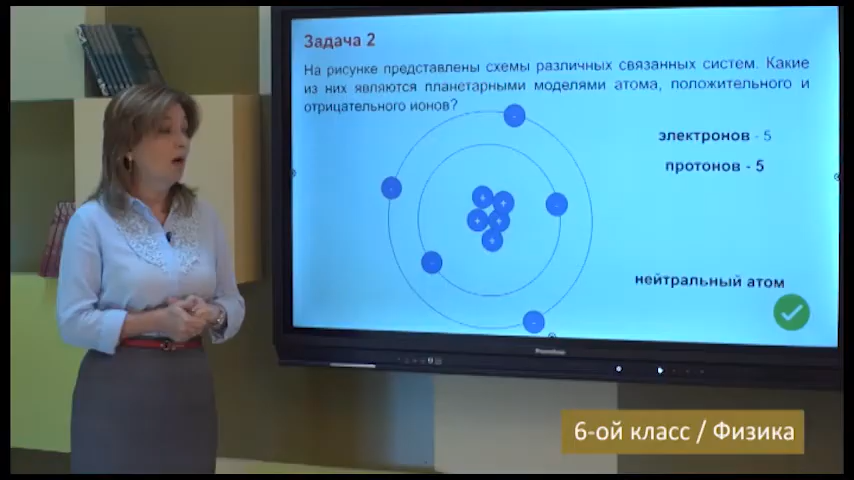 Задача 2
На рисунке представлены схемы различных связанных систем. Какие
из них являются планетарными моделями атома, положительного и
отрицательного ионов?
электронов - 5
протонов - 5
нейтральный атом
6-ой класс / Физика